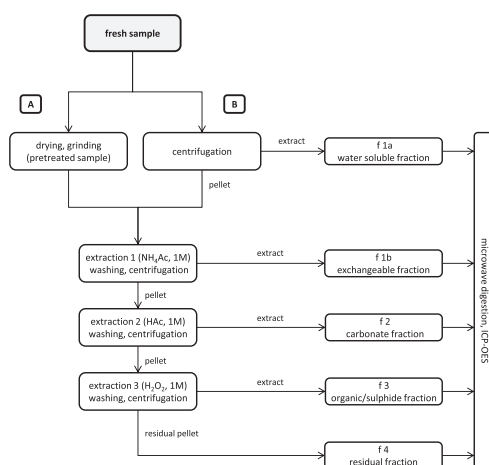 fresh sample
A
B
drying, grinding
(pretreated sample)
centrifugation
extract
f 1a
water soluble fraction
pellet
extraction 1 (NH₄Ac, 1M)
washing, centrifugation
extract
f 1b
exchangeable fraction
pellet
extraction 2 (HAc, 1M)
washing, centrifugation
extract
f 2
carbonate fraction
pellet
extraction 3 (H₂O₂, 1M)
washing, centrifugation
extract
f 3
organic/sulphide fraction
residual pellet
f 4
residual fraction
microwave digestion, ICP-OES